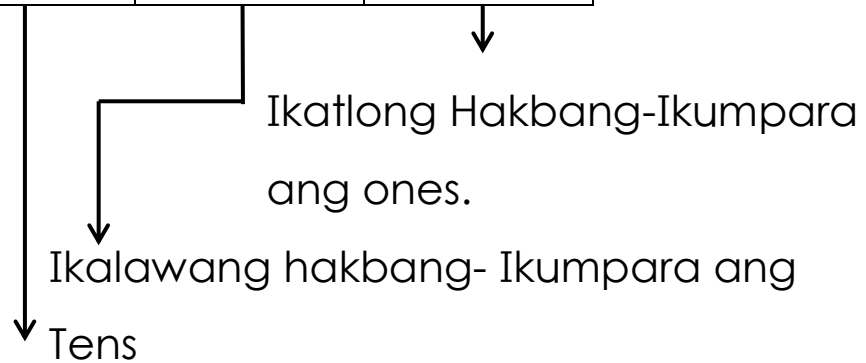 Ikatlong Hakbang-Ikumpara
ang ones.
Ikalawang hakbang- Ikumpara ang
Tens